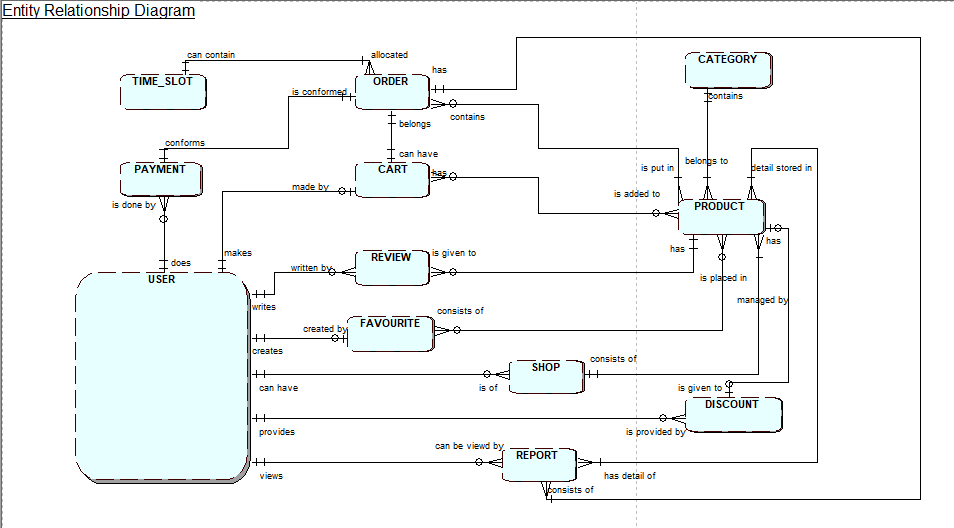 Entity Relationship Diagram
can contain
allocated
has
TIME_SLOT
ORDER
CATEGORY
is conformed
contains
contains
belongs
conforms
can have
PAYMENT
CART
has
is put in
belongs to
detail stored in
made by
is added to
is done by
PRODUCT
does
makes
REVIEW
is given to
has
has
written by
is placed in
USER
writes
managed by
consists of
created by
FAVOURITE
creates
consists of
SHOP
can have
is of
is given to
DISCOUNT
provides
is provided by
can be viewd by
REPORT
views
has detail of
consists of